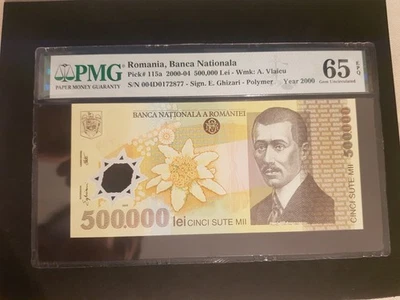 PMG
PAPER MONEY GUARANTY
Romania, Banca Nationala
Pick# 115a 2000-04 500,000 Lei - Wmk: A. Vlaicu
S/N 004D0172877 - Sign. E. Ghizari - Polymer Year 2000
65 EPQ
Gem Uncirculated
BANCA NATIONALA A ROMANIEI
500.000 lei CINCI SUTE MII
500000
CINCI SUTE MII